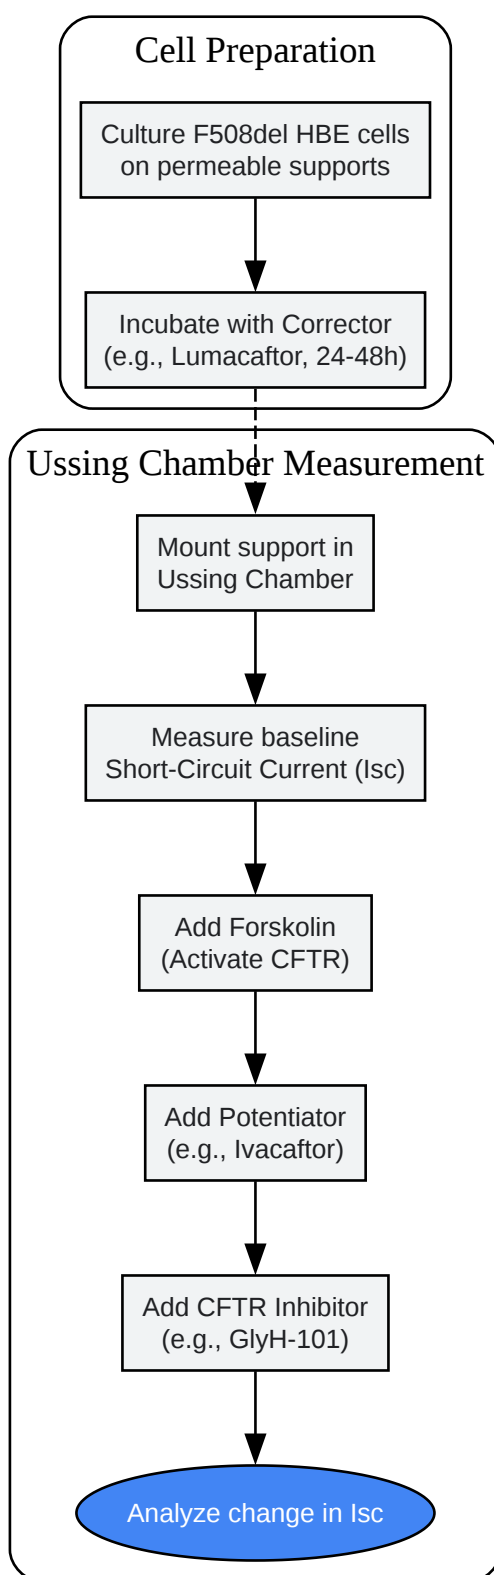 Cell Preparation
Culture F508del HBE cells
on permeable supports
Incubate with Corrector
(e.g., Lumacaftor, 24-48h)
Ussing Chamber Measurement
Mount support in
Ussing Chamber
Measure baseline
Short-Circuit Current (Isc)
Add Forskolin
(Activate CFTR)
Add Potentiator
(e.g., Ivacaftor)
Add CFTR Inhibitor
(e.g., GlyH-101)
Analyze change in Isc